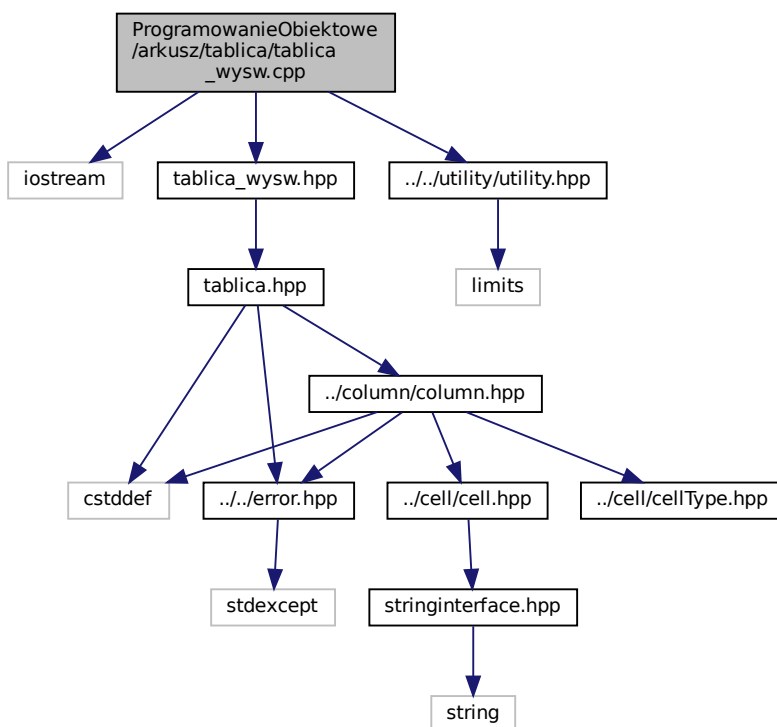 ProgramowanieObiektowe
/arkusz/tablica/tablica
_wysw.cpp
iostream
tablica_wysw.hpp
../../utility/utility.hpp
tablica.hpp
limits
../column/column.hpp
cstddef
../../error.hpp
../cell/cell.hpp
../cell/cellType.hpp
stdexcept
stringinterface.hpp
string